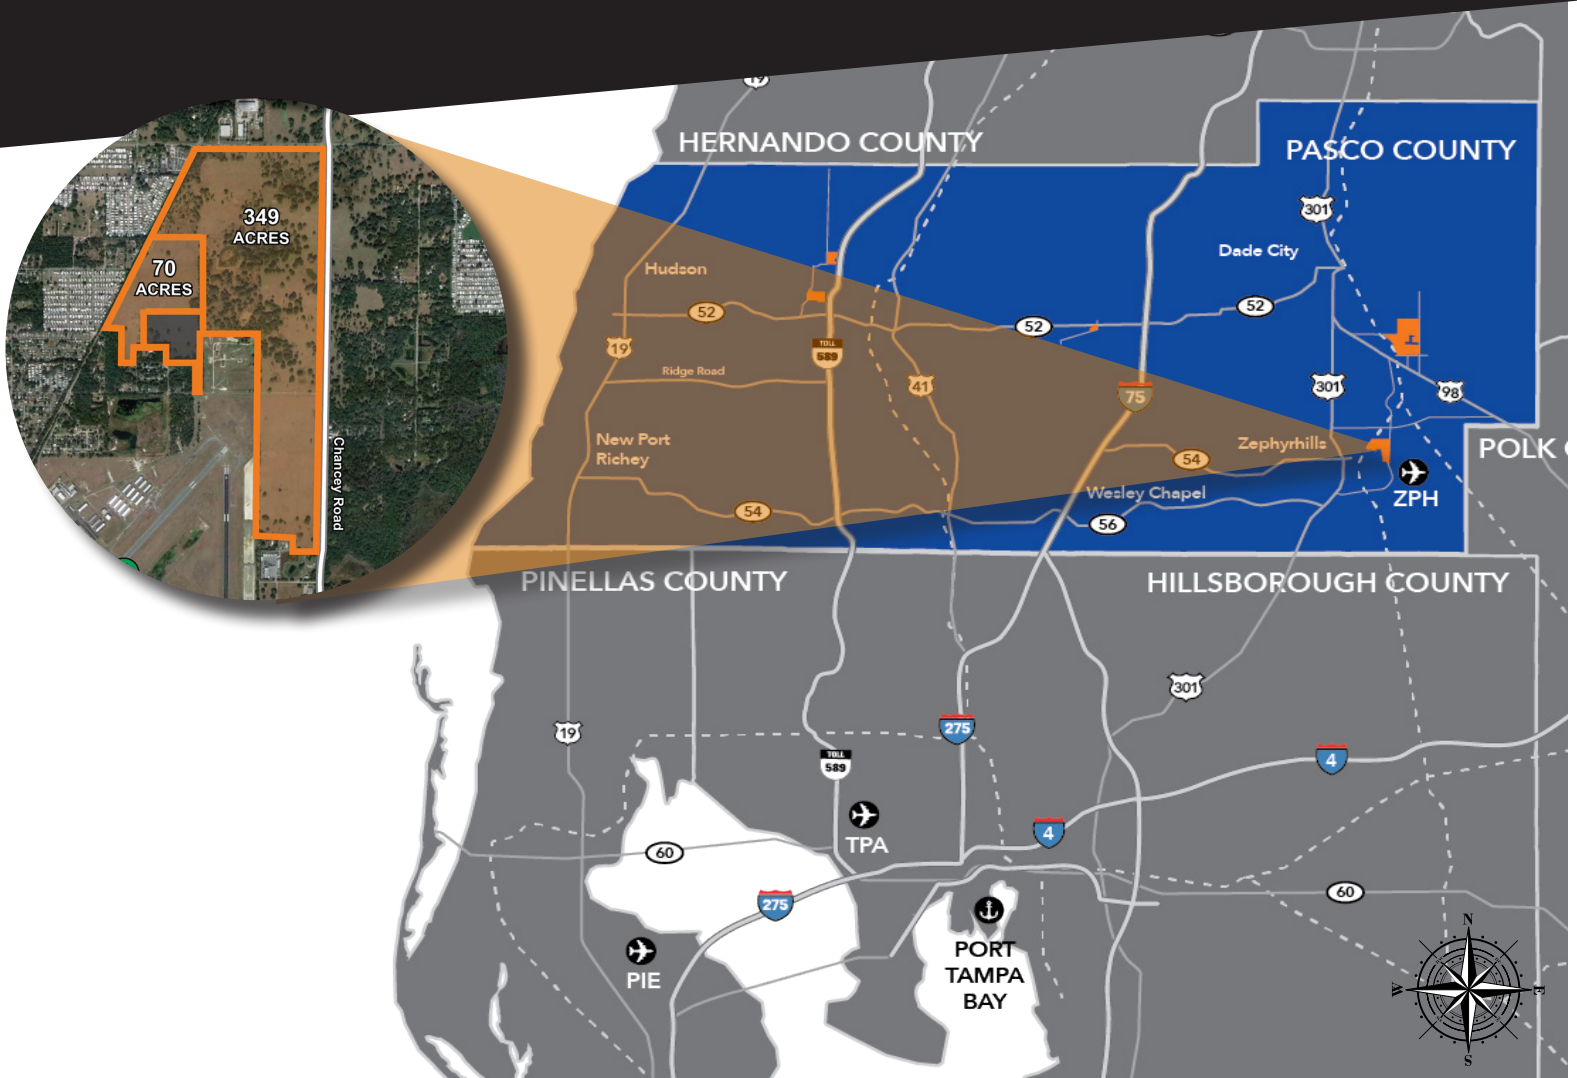 19
HERNANDO COUNTY
PASCO COUNTY
301
349
ACRES
Dade City
70
ACRES
Hudson
52
52
52
19
TOLL
589
Ridge Road
41
75
301
98
New Port
Richey
Zephyrhills
54
POLK
Chancey Road
Wesley Chapel
ZPH
54
56
PINELLAS COUNTY
HILLSBOROUGH COUNTY
301
19
275
TOLL
589
4
TPA
4
60
60
275
PIE
PORT
TAMPA
BAY
N
W
E
S